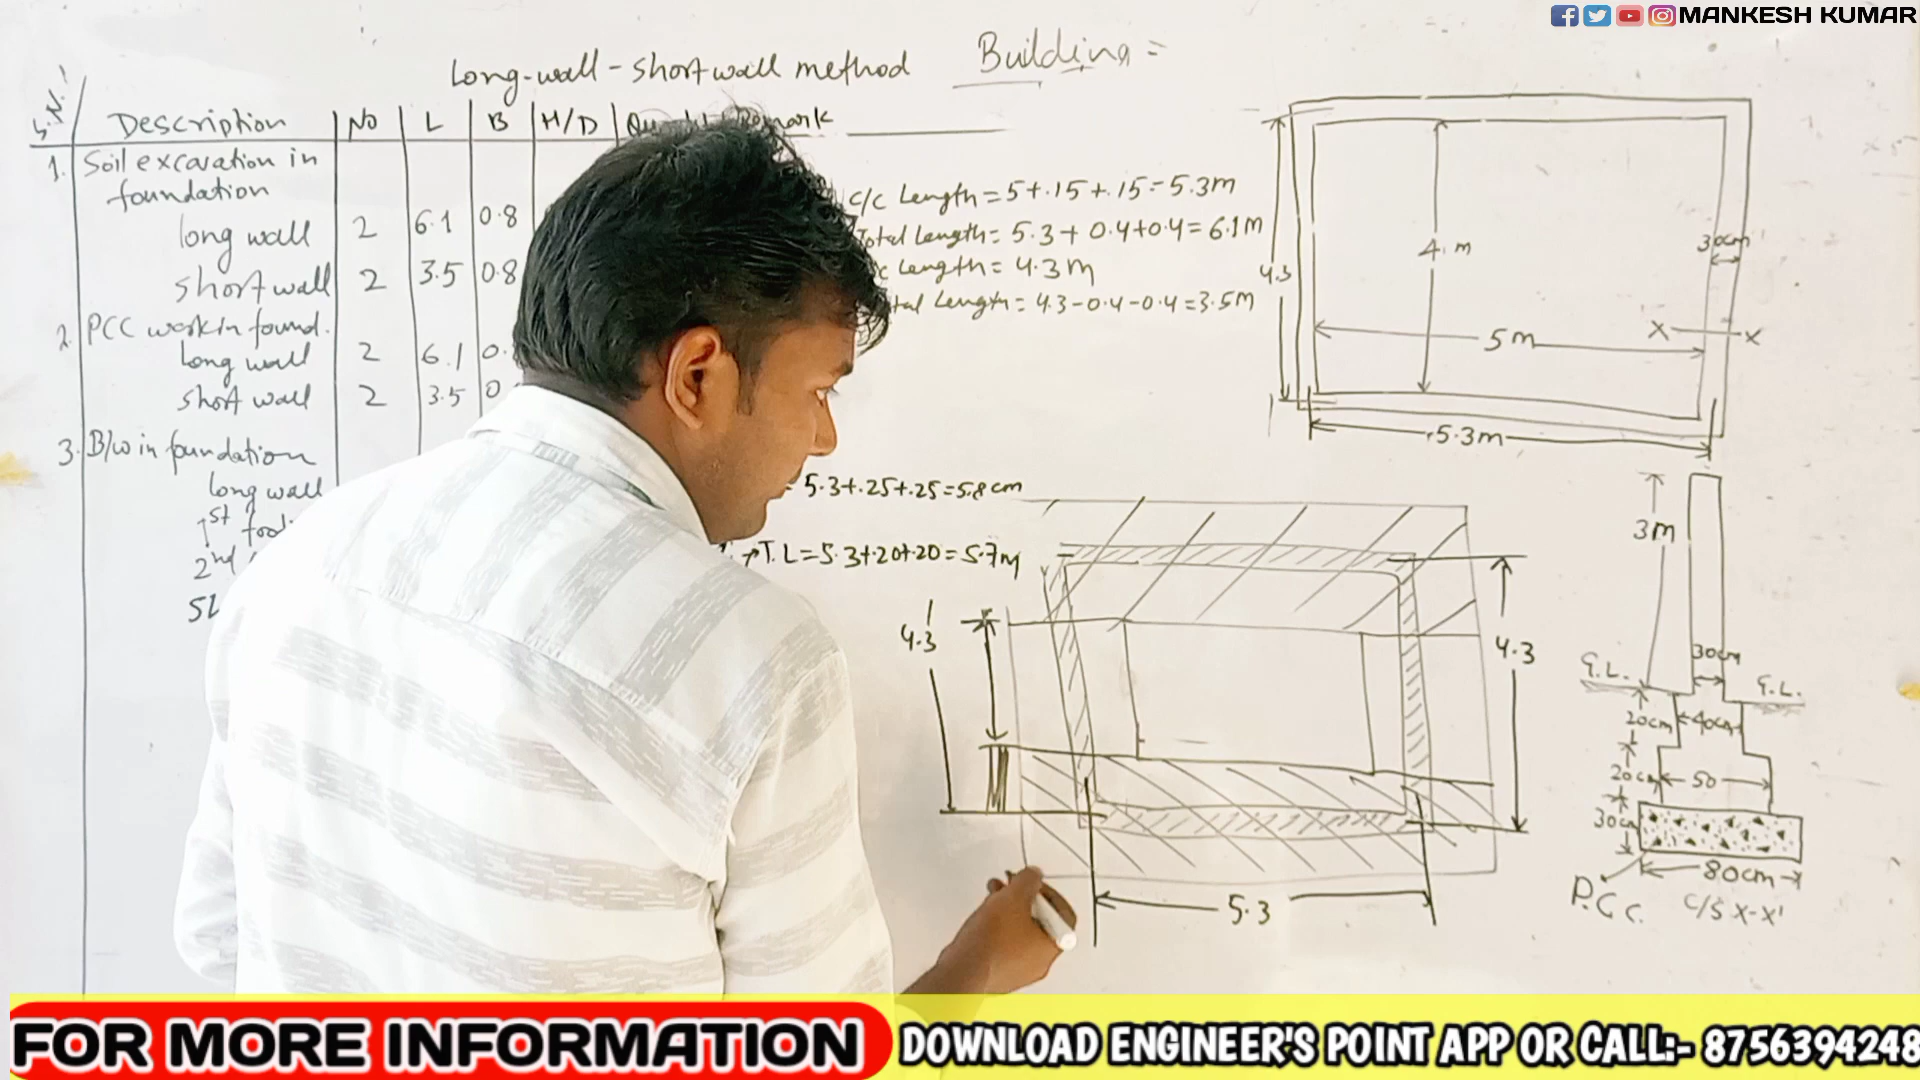 MANKESH KUMAR
Long-wall - short wall method Building =
S.N. Description No L B H/D Remark
1. Soil excavation in
foundation
long wall 2 6.1 0.8
short wall 2 3.5 0.8
2. PCC work in found.
Long wall 2 6.1
short wall 2 3.5
3. B/w in foundation
long wall
1st
2nd
c/c Length = 5+.15+.15=5.3m
Total Length = 5.3+0.4+0.4=6.1m
Length = 4.3m
Length = 4.3-0.4-0.4=3.5m
5.3+.25+.25=5.8cm
T.L=5.3+.20+.20=5.7m
4.3
4.m
30cm
5m
X X
5.3m
4.3
4.3
5.3
3m
30cm
G.L. G.L.
20cm 40cm
20cm 50
30cm
80cm
P.C.C. C/S X-X'
FOR MORE INFORMATION DOWNLOAD ENGINEER'S POINT APP OR CALL:- 8756394248